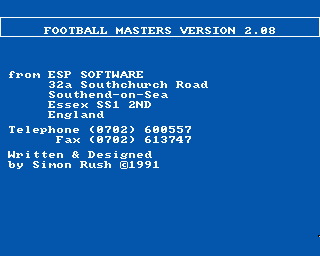 FOOTBALL MASTERS VERSION 2.08
from ESP SOFTWARE
32a Southchurch Road
Southend-on-Sea
Essex SS1 2ND
England
Telephone (0702) 600557
Fax (0702) 613747
Written & Designed
by Simon Rush ©1991